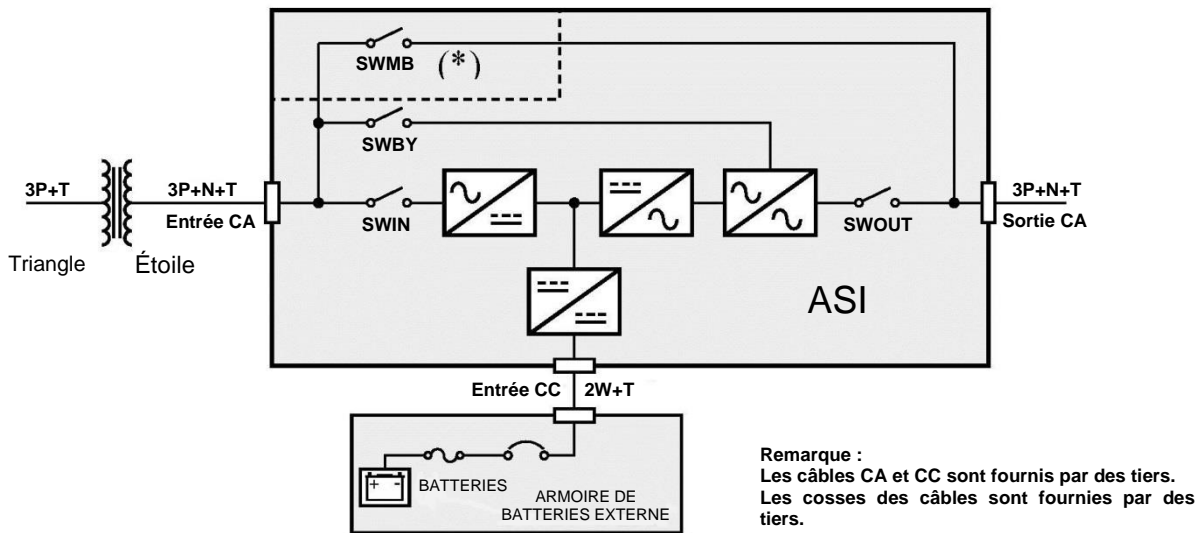 SWMB (*)
SWBY
3P+T
3P+N+T
Entrée CA
SWIN
SWOUT
3P+N+T
Sortie CA
Triangle
Étoile
ASI
Entrée CC
2W+T
BATTERIES
ARMOIRE DE
BATTERIES EXTERNE
Remarque :
Les câbles CA et CC sont fournis par des tiers.
Les cosses des câbles sont fournies par des
tiers.